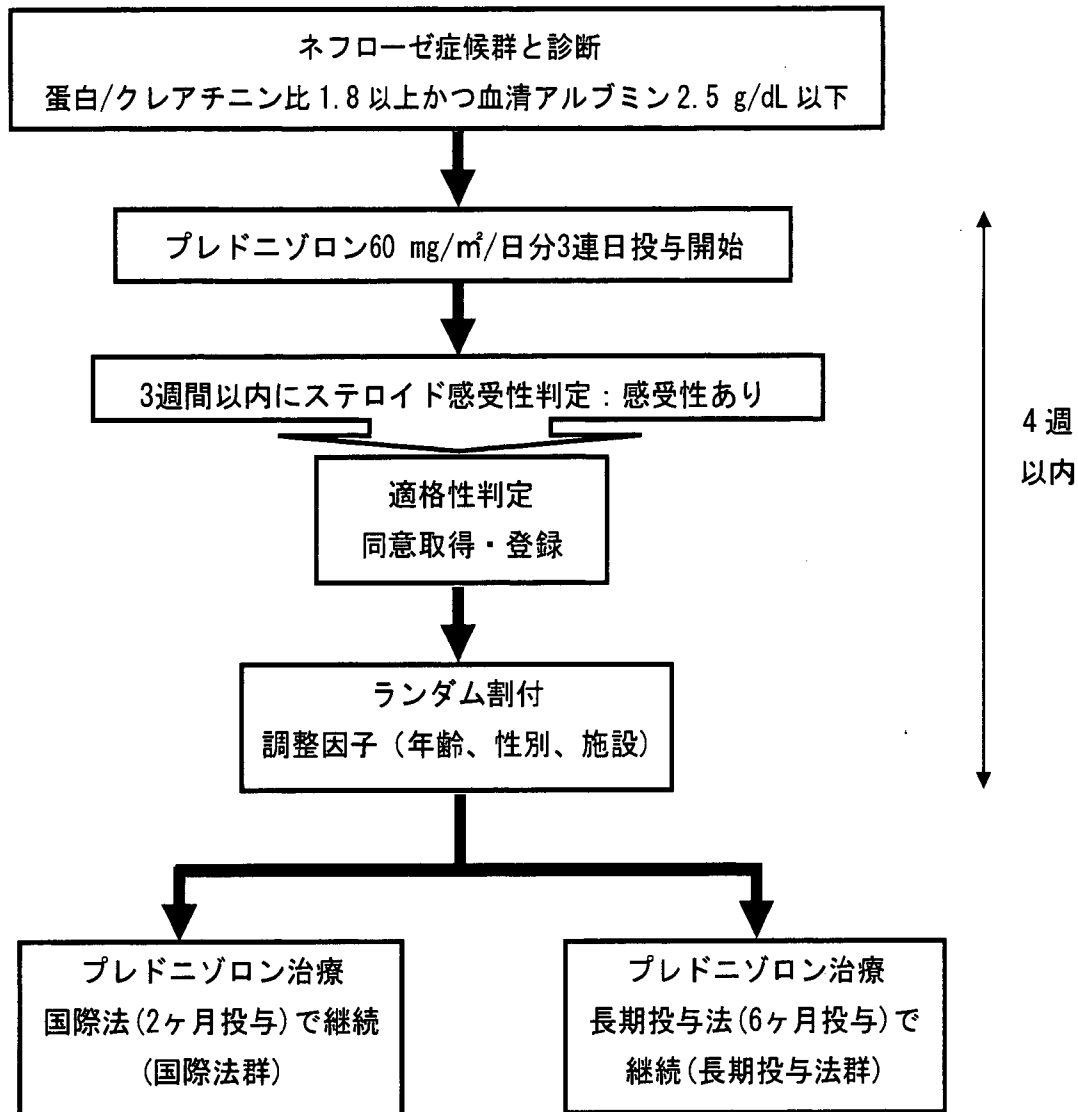 ネフローゼ症候群と診断
蛋白/クレアチニン比 1.8 以上かつ血清アルブミン 2.5 g/dL 以下
プレドニゾロン60 mg/㎡/日分3連日投与開始
3週間以内にステロイド感受性判定：感受性あり
適格性判定
同意取得・登録
ランダム割付
調整因子（年齢、性別、施設）
4 週
以内
プレドニゾロン治療
国際法(2ヶ月投与)で継続
(国際法群)
プレドニゾロン治療
長期投与法(6ヶ月投与)で
継続(長期投与法群)